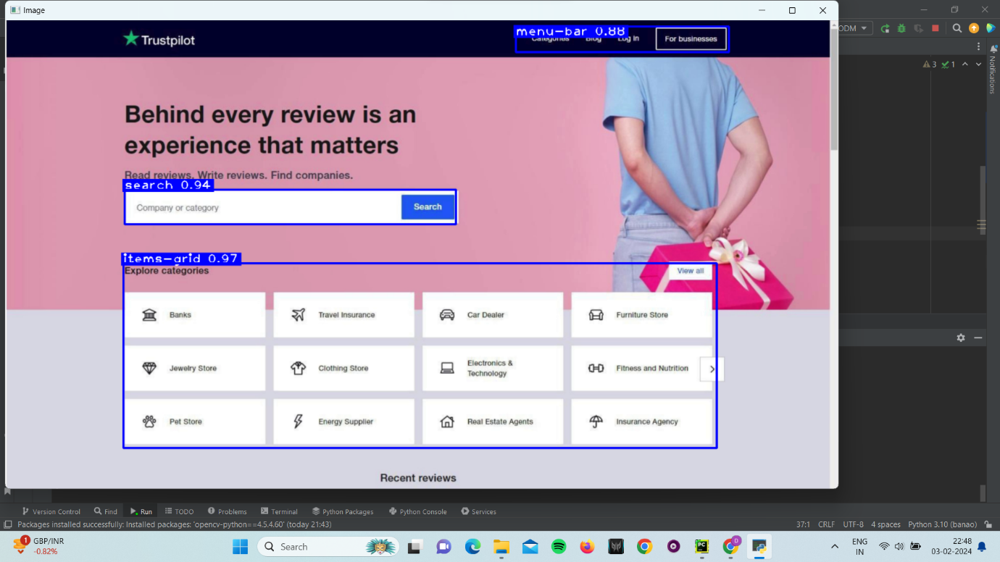 Image
ODM
Trustpilot
menu-bar 0.88
Categories Blog Log In For businesses
3 1
Notifications
Behind every review is an
experience that matters
Read reviews. Write reviews. Find companies.
search 0.94
Company or category Search
items-grid 0.97
Explore categories View all
Banks Travel Insurance Car Dealer Furniture Store
Jewelry Store Clothing Store Electronics &
Technology Fitness and Nutrition
Pet Store Energy Supplier Real Estate Agents Insurance Agency
Recent reviews
Version Control Find Run TODO Problems Terminal Python Packages Python Console Services
Packages installed successfully: Installed packages: 'opencv-python==4.5.4.60' (today 21:43) 37:1 CRLF UTF-8 4 spaces Python 3.10 (banao)
1 GBP/INR
-0.82%
Search
PC
D
ENG
IN
22:48
03-02-2024